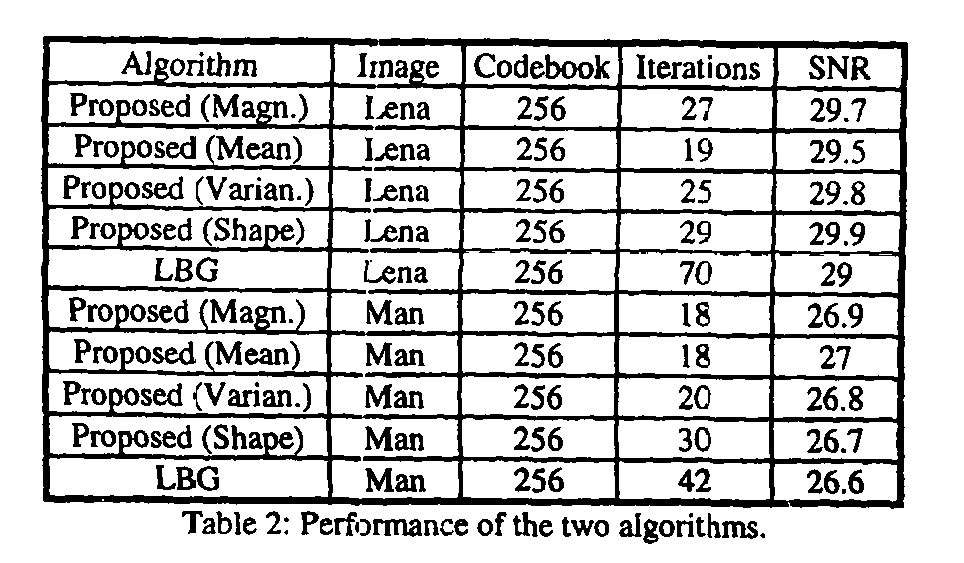 Algorithm Image Codebook Iterations SNR
Proposed (Magn.) Lena 256 27 29.7
Proposed (Mean) Lena 256 19 29.5
Proposed (Varian.) Lena 256 25 29.8
Proposed (Shape) Lena 256 29 29.9
LBG Lena 256 70 29
Proposed (Magn.) Man 256 18 26.9
Proposed (Mean) Man 256 18 27
Proposed (Varian.) Man 256 20 26.8
Proposed (Shape) Man 256 30 26.7
LBG Man 256 42 26.6
Table 2: Performance of the two algorithms.